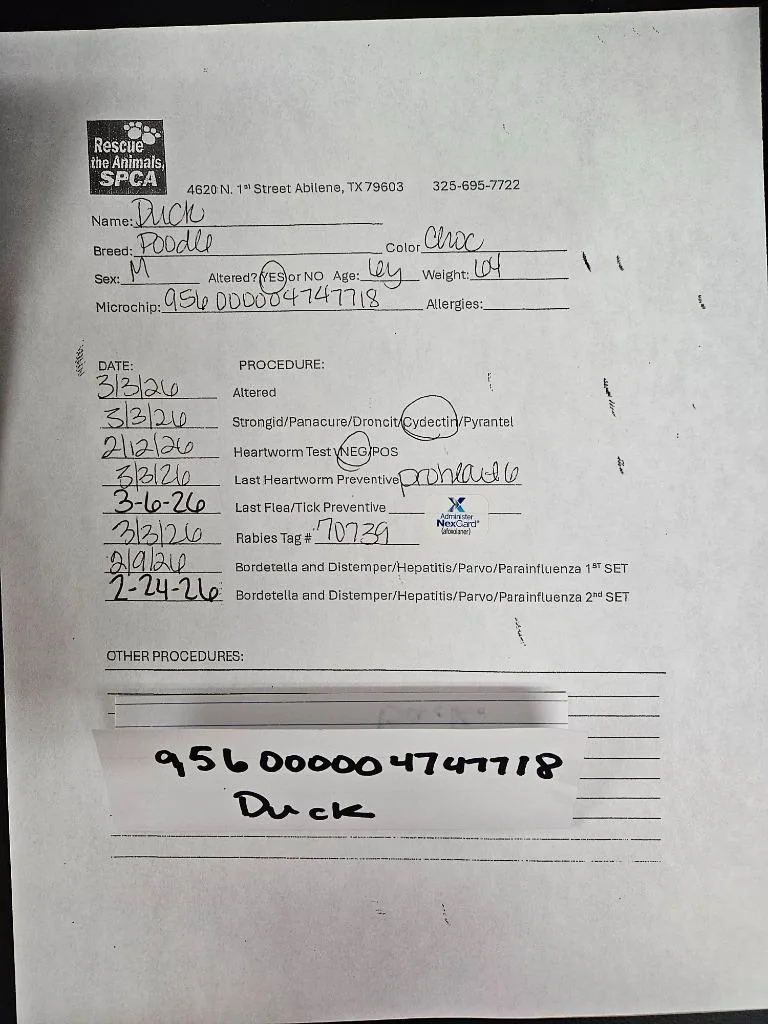 Rescue
the Animals,
SPCA
4620 N. 1st Street Abilene, TX 79603 325-695-7722
Name: Duck
Breed: Poodle Color Choc
Sex: M Altered? YES or NO Age: 6y Weight: 64
Microchip: 956000004747718 Allergies:
DATE: PROCEDURE:
3/3/26 Altered
3/3/26 Strongid/Panacure/Droncit/Cydectin/Pyrantel
2/12/26 Heartworm Test NEG/POS
3/3/26 Last Heartworm Preventive proheart 6
3-6-26 Last Flea/Tick Preventive
Administer
NexGard®
(afoxolaner)
3/3/26 Rabies Tag # 70739
2/9/26 Bordetella and Distemper/Hepatitis/Parvo/Parainfluenza 1ST SET
2-24-26 Bordetella and Distemper/Hepatitis/Parvo/Parainfluenza 2nd SET
OTHER PROCEDURES:
956000004747718
Duck